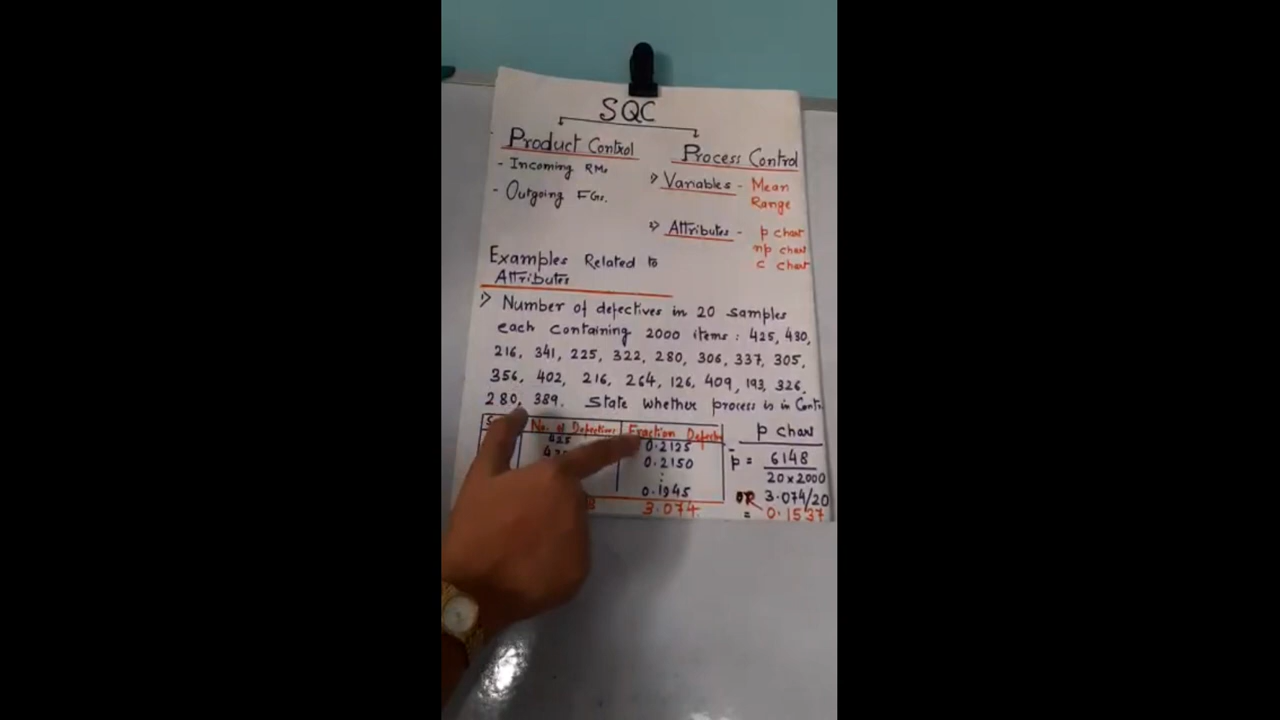 SQC
Product Control
- Incoming RMs
- Outgoing FGs.
Process Control
1) Variables - Mean
Range
2) Attributes - p chart
np chart
c chart
Examples Related to
Attributes
1) Number of defectives in 20 samples
each containing 2000 items : 425, 430,
216, 341, 225, 322, 280, 306, 337, 305,
356, 402, 216, 264, 126, 409, 193, 326,
280, 389. State whether process is in
No. of Defectives Fraction
425 0.2125
0.2150
0.1945
3.074
p chart
p̄ = 6148
20 x 2000
OR 3.074/20
= 0.1537